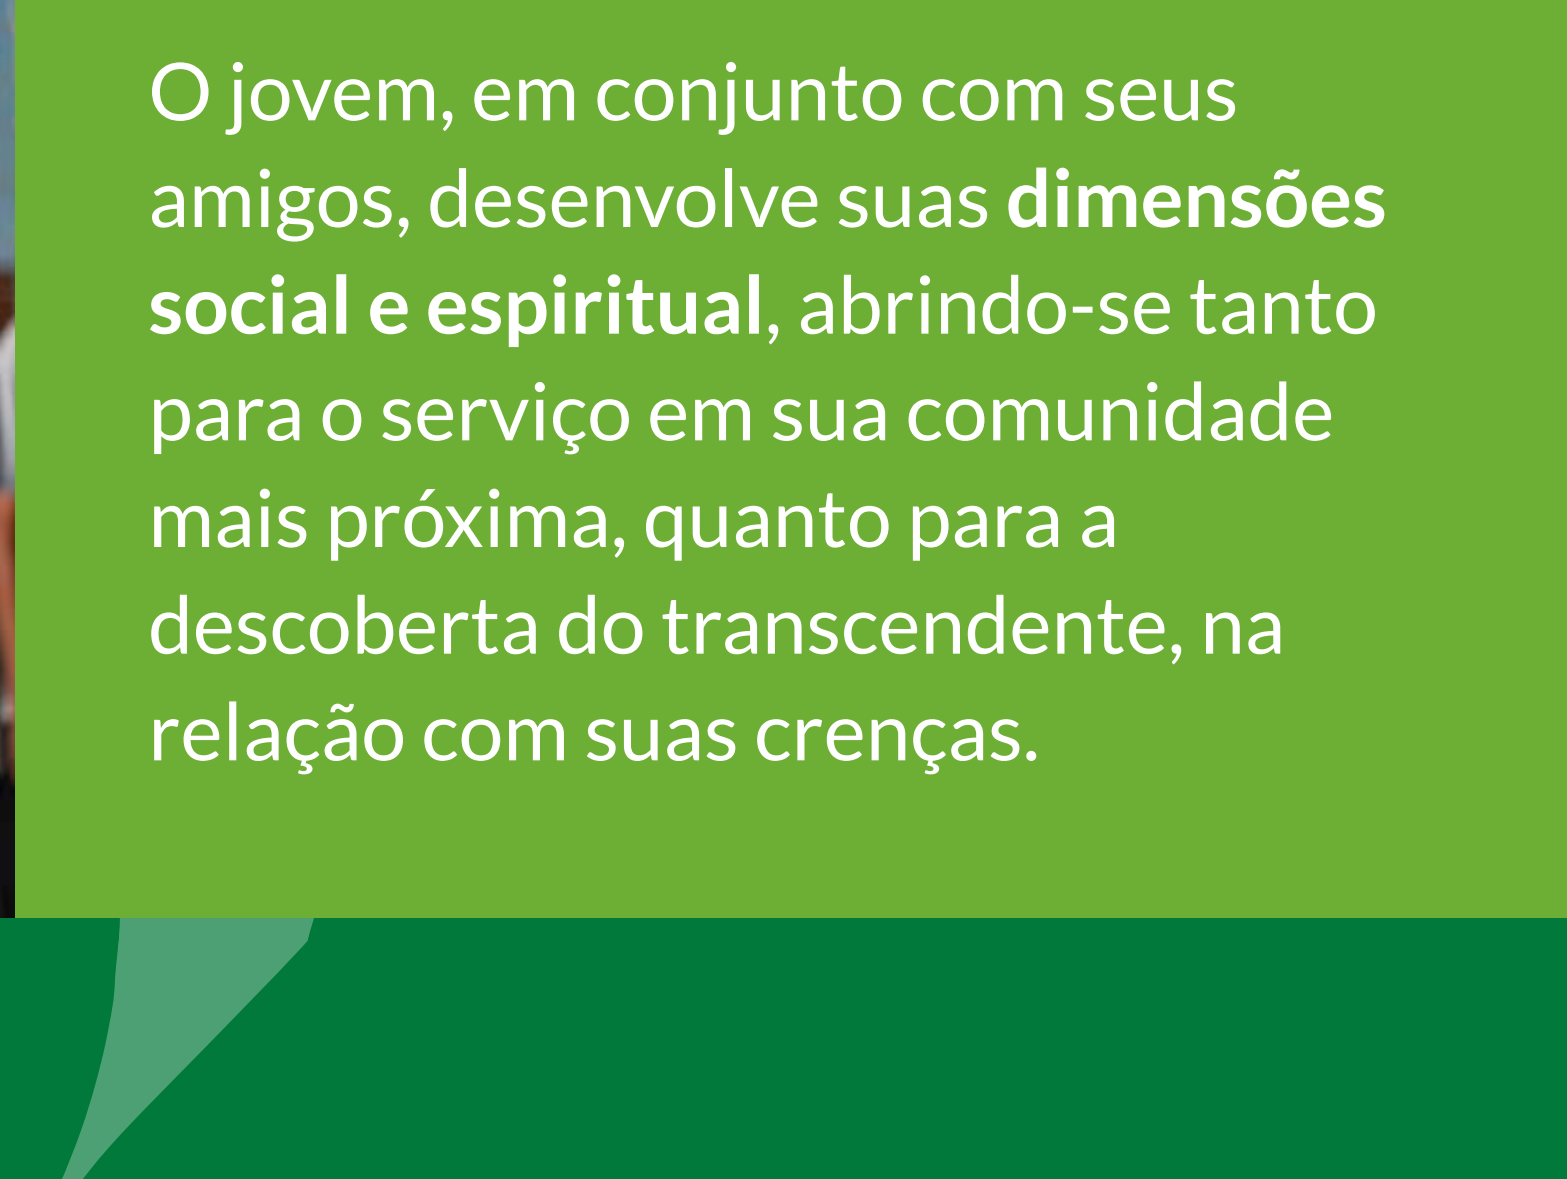 O jovem, em conjunto com seus
amigos, desenvolve suas dimensões
social e espiritual, abrindo-se tanto
para o serviço em sua comunidade
mais próxima, quanto para a
descoberta do transcendente, na
relação com suas crenças.